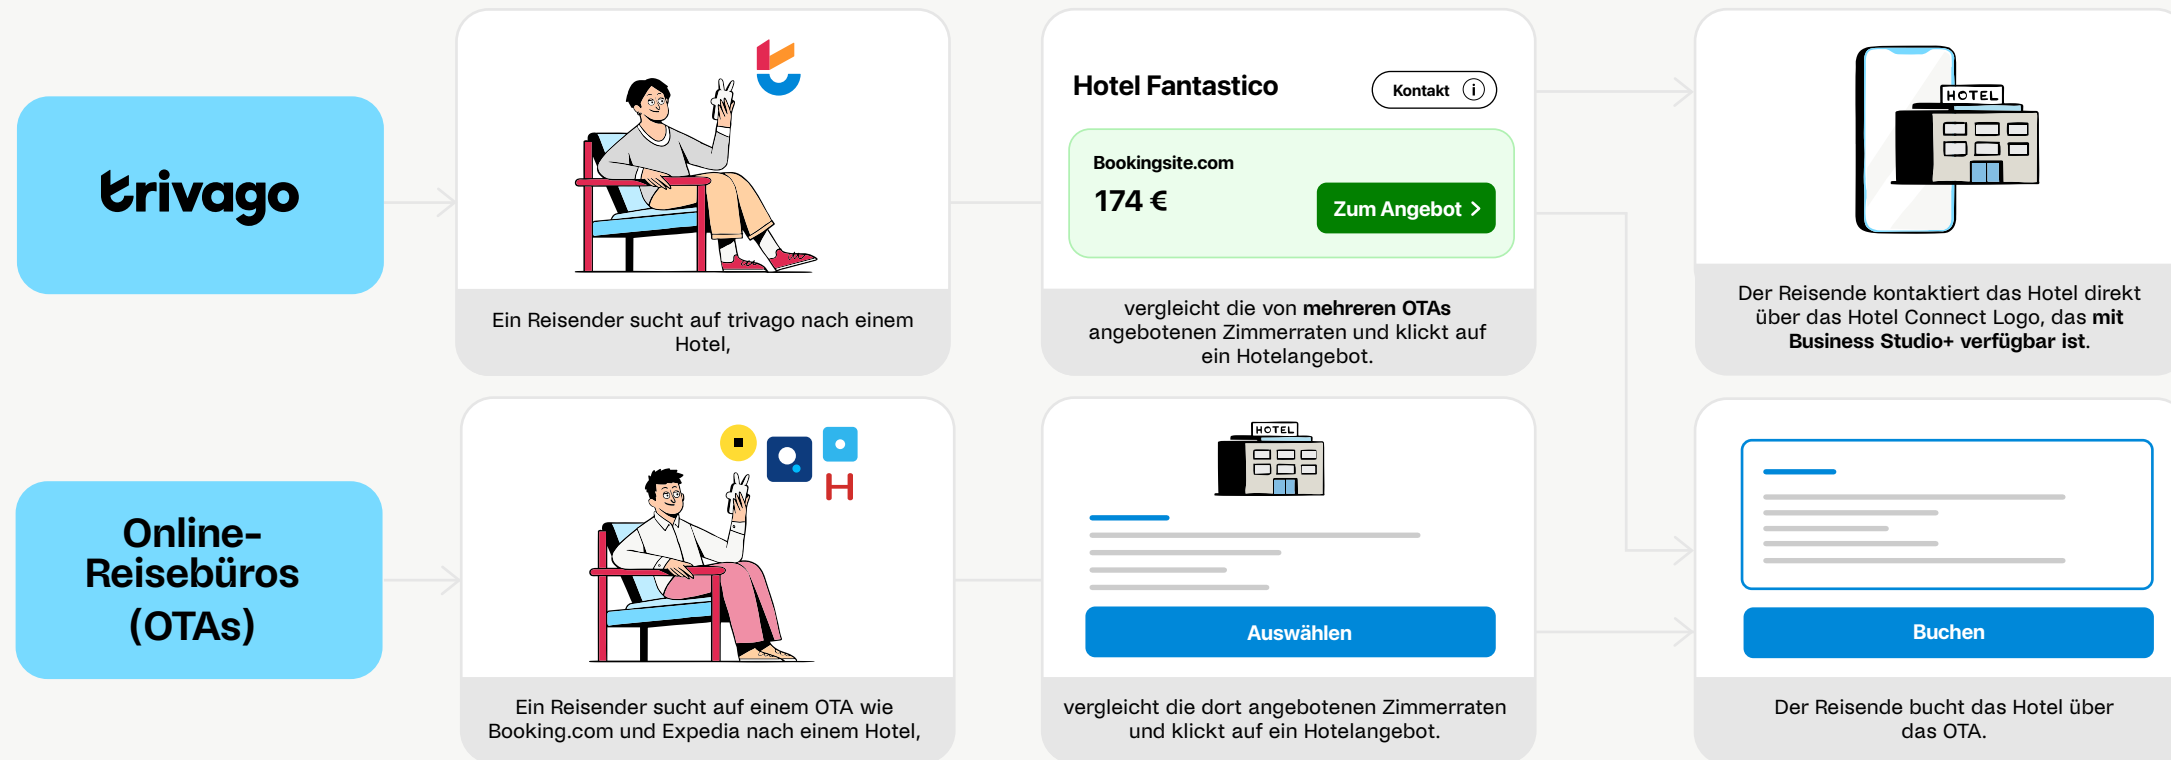 trivago
Ein Reisender sucht auf trivago nach einem
Hotel,
Hotel Fantastico
Kontakt i
Bookingsite.com
174 €
Zum Angebot
vergleicht die von mehreren OTAs
angebotenen Zimmerraten und klickt auf
ein Hotelangebot.
HOTEL
Der Reisende kontaktiert das Hotel direkt
über das Hotel Connect Logo, das mit
Business Studio+ verfügbar ist.
Online-
Reisebüros
(OTAs)
H
Ein Reisender sucht auf einem OTA wie
Booking.com und Expedia nach einem Hotel,
HOTEL
Auswählen
vergleicht die dort angebotenen Zimmerraten
und klickt auf ein Hotelangebot.
Buchen
Der Reisende bucht das Hotel über
das OTA.